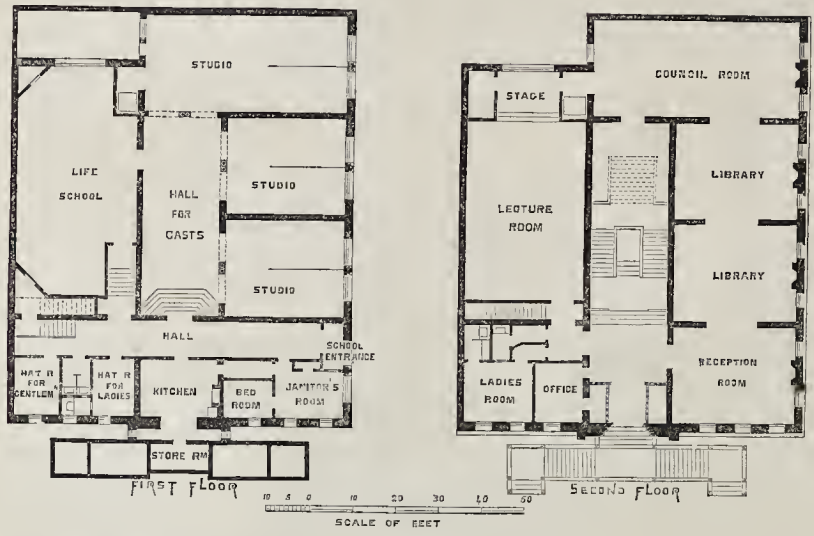 STUDIO
LIFE
SCHOOL
HALL
FOR
CASTS
STUDIO
STUDIO
HALL
SCHOOL
ENTRANCE
HAT R
FOR
GENTLEM
HAT R
FOR
LADIES
KITCHEN
BED
ROOM
JANITOR'S
ROOM
STORE RM
FIRST FLOOR
COUNCIL ROOM
STAGE
LECTURE
ROOM
LIBRARY
LIBRARY
RECEPTION
ROOM
LADIES
ROOM
OFFICE
SECOND FLOOR
10 5 0 10 20 30 40 50
SCALE OF FEET